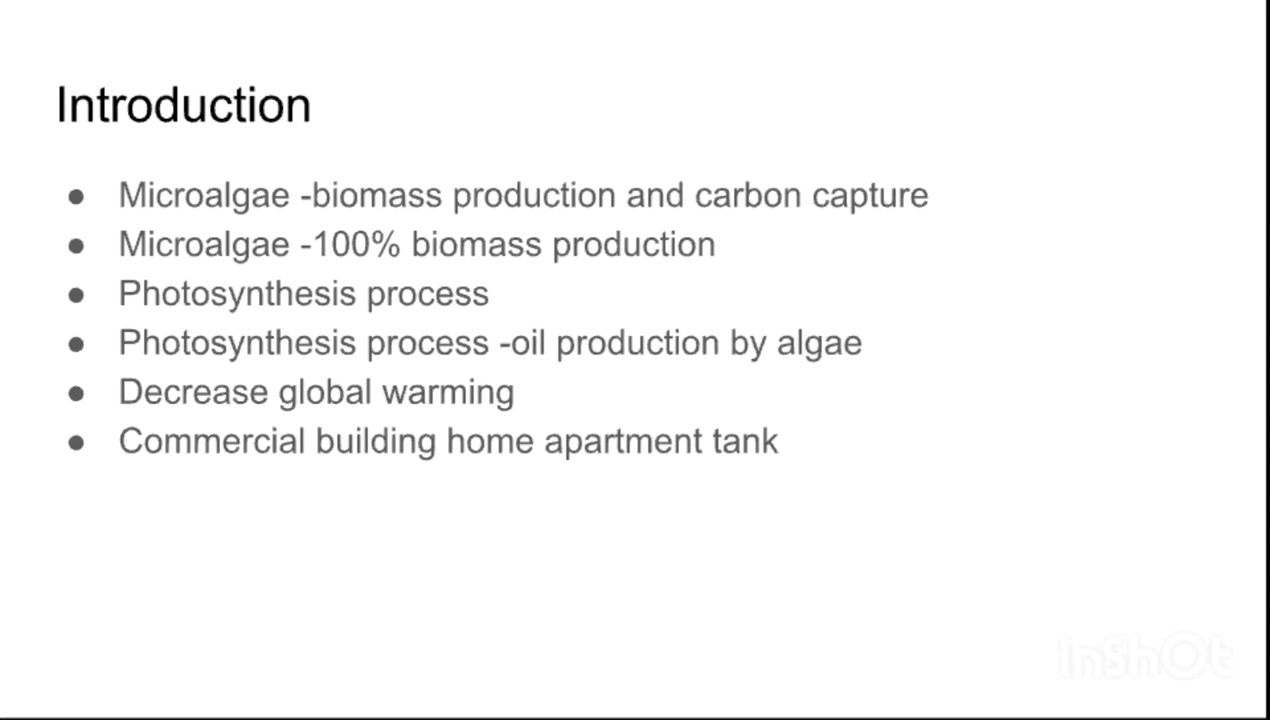 Introduction
● Microalgae -biomass production and carbon capture
● Microalgae -100% biomass production
● Photosynthesis process
● Photosynthesis process -oil production by algae
● Decrease global warming
● Commercial building home apartment tank
InShOt